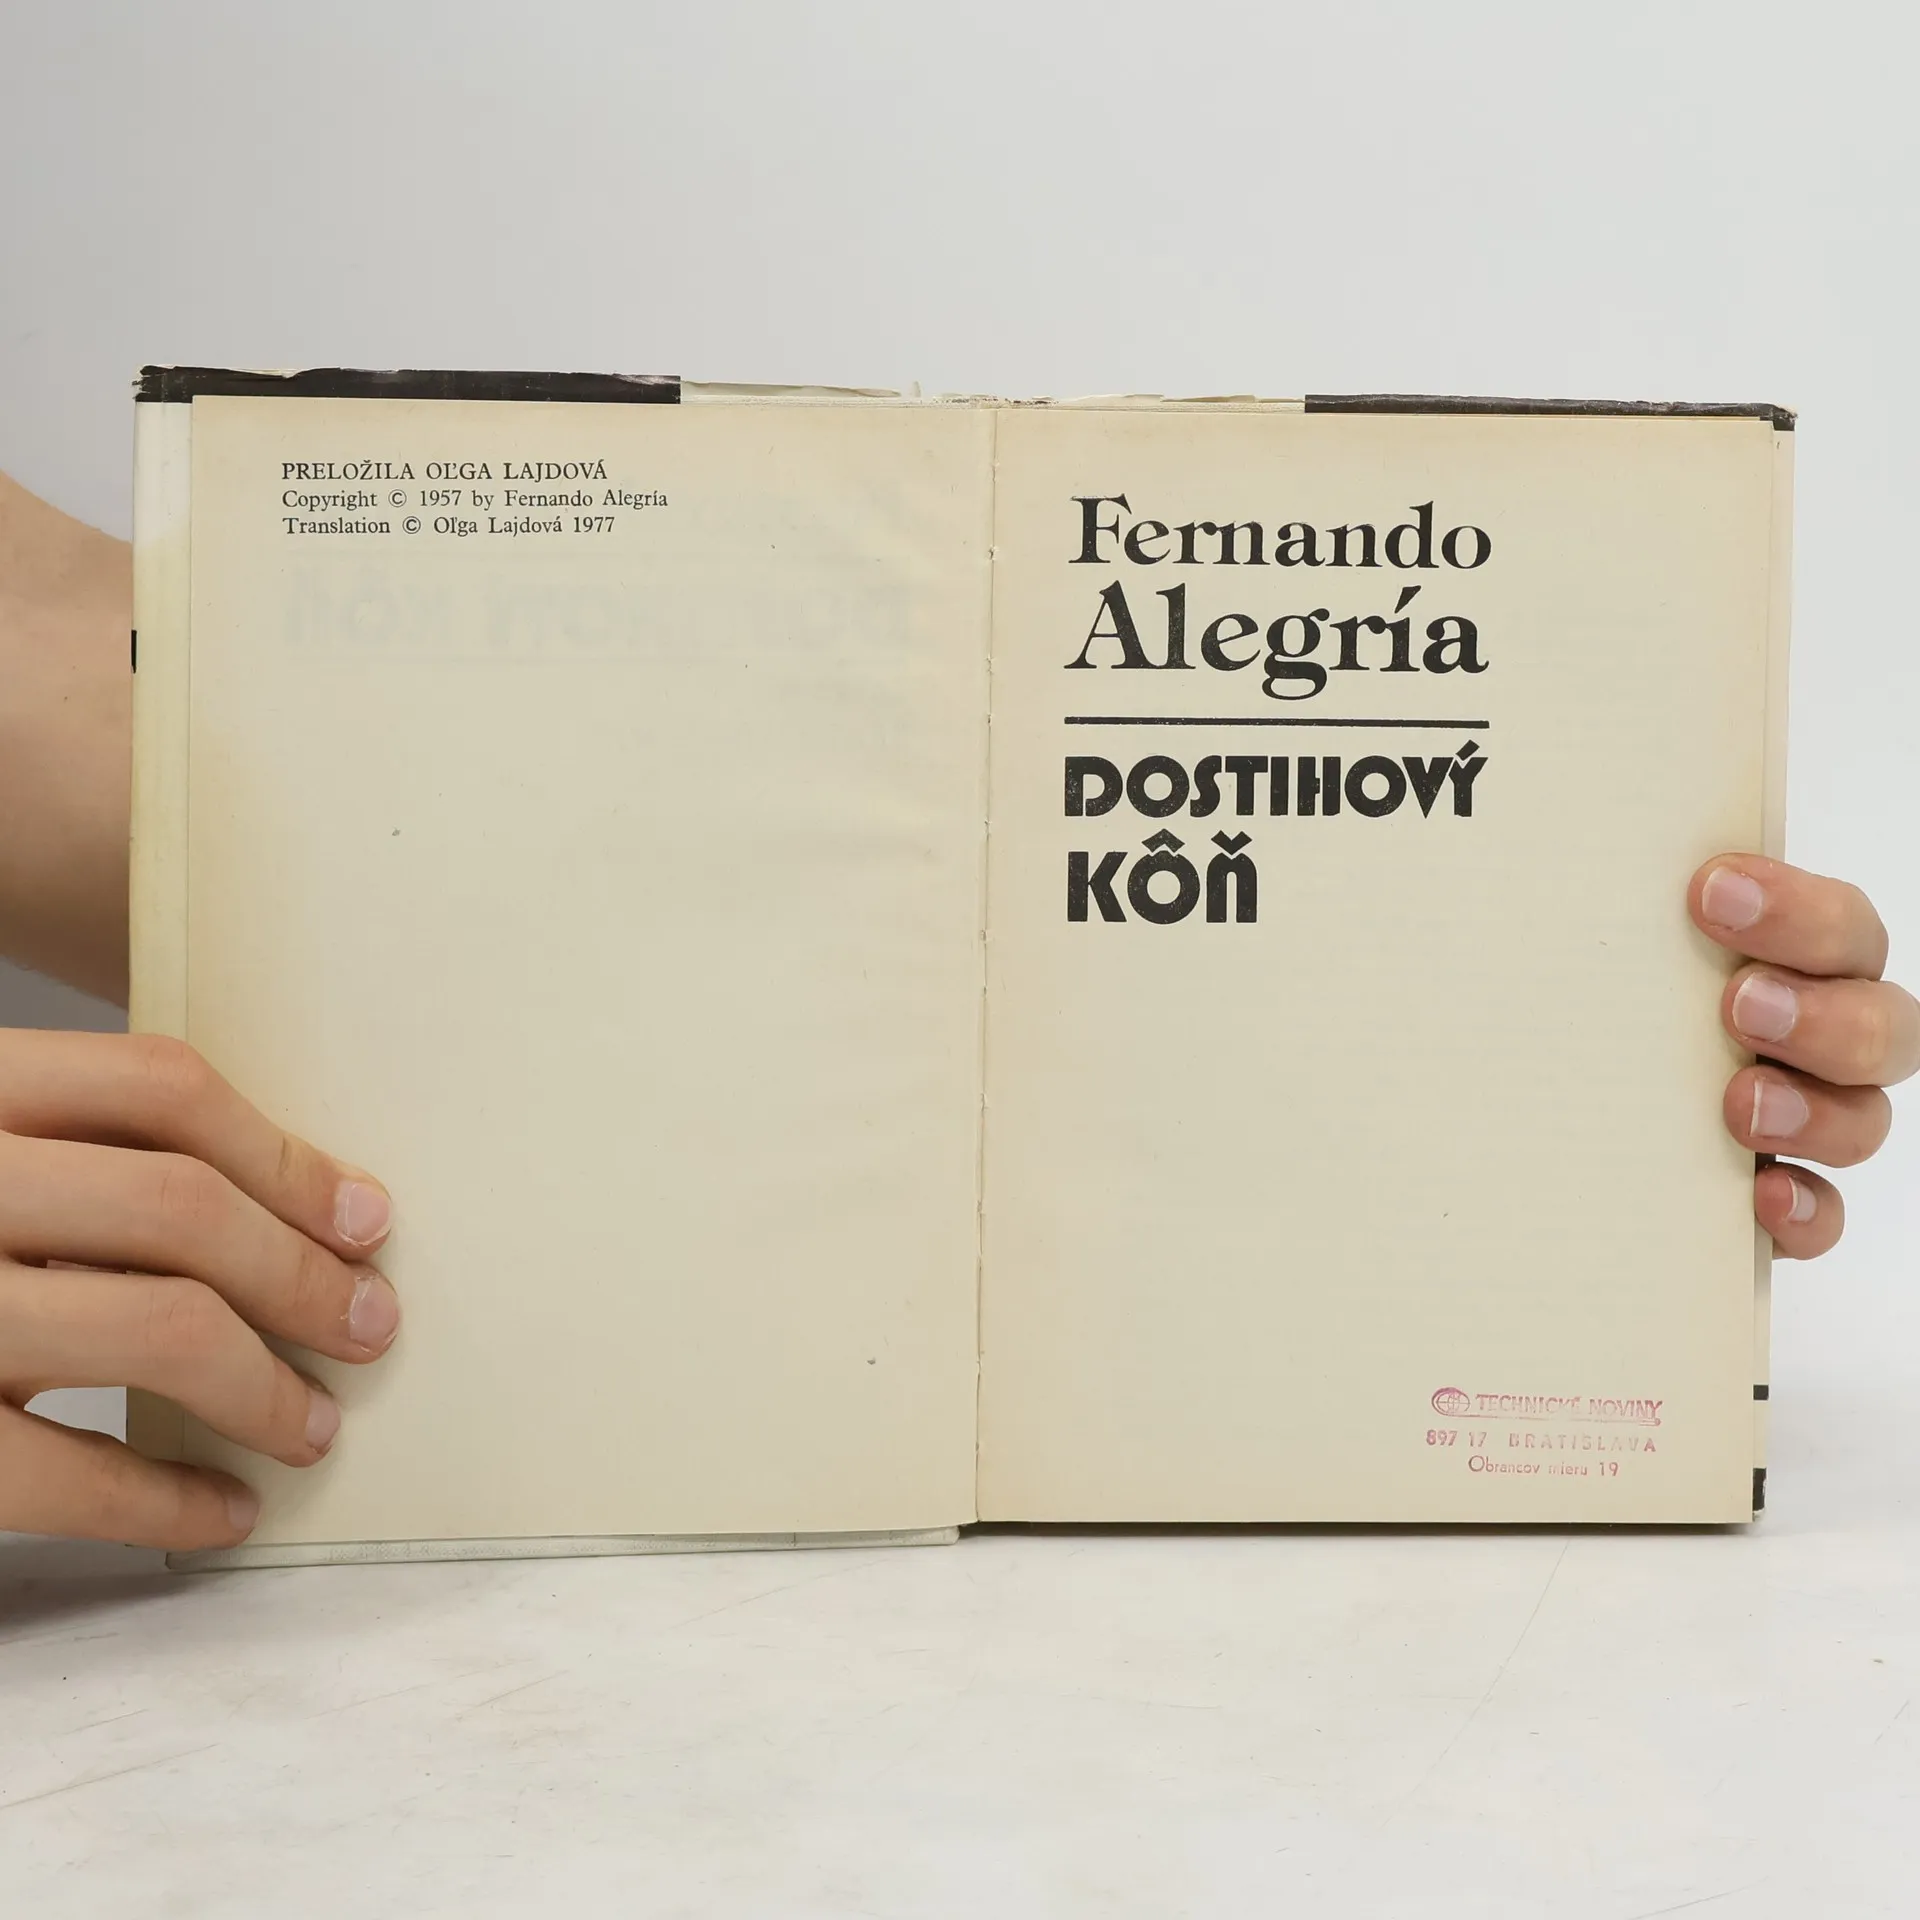 PRELOŽILA OĽGA LAJDOVÁ
Copyright © 1957 by Fernando Alegría
Translation © Oľga Lajdová 1977
Fernando
Alegría
DOSTIHOVÝ
KÔŇ
TECHNICKÉ NOVINY
897 17 BRATISLAVA
Obrancov mieru 19